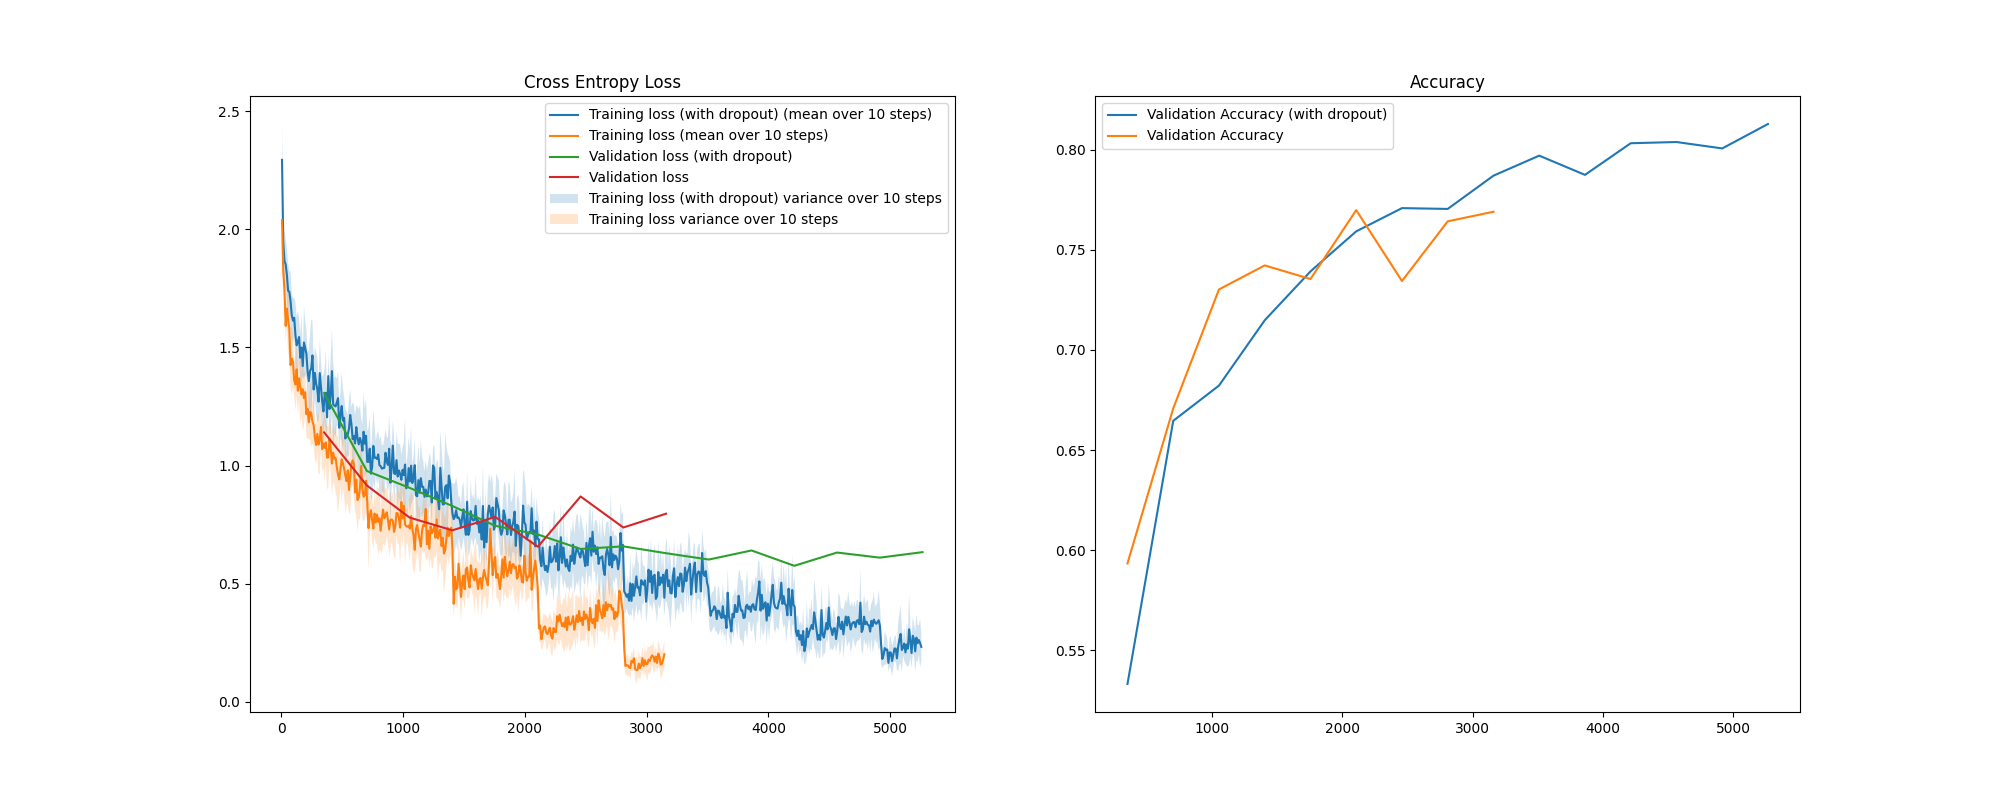 Cross Entropy Loss
2.5
2.0
1.5
1.0
0.5
0.0
0
1000
2000
3000
4000
5000
Training loss (with dropout) (mean over 10 steps)
Training loss (mean over 10 steps)
Validation loss (with dropout)
Validation loss
Training loss (with dropout) variance over 10 steps
Training loss variance over 10 steps
Accuracy
Validation Accuracy (with dropout)
Validation Accuracy
0.80
0.75
0.70
0.65
0.60
0.55
1000
2000
3000
4000
5000